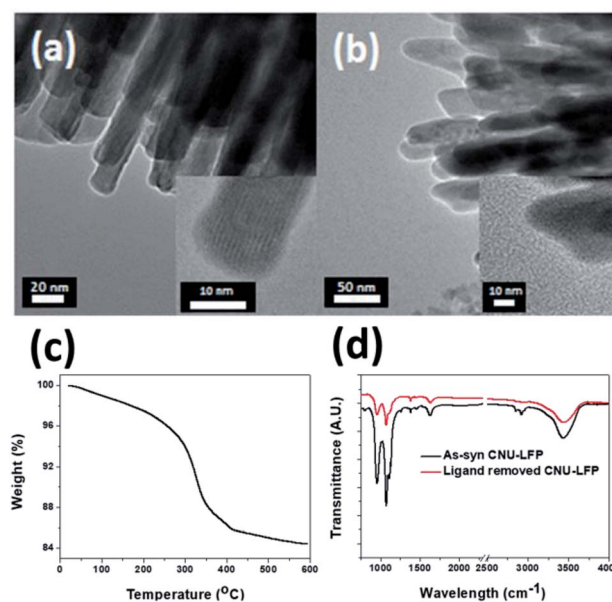 (a)
(b)
20 nm
10 nm
50 nm
10 nm
(c)
(d)
100
96
92
88
84
Weight (%)
0 100 200 300 400 500 600
Temperature (°C)
Transmittance (A.U.)
As-syn CNU-LFP
Ligand removed CNU-LFP
1000 1500 2000 2500 3000 3500 400
Wavelength (cm⁻¹)